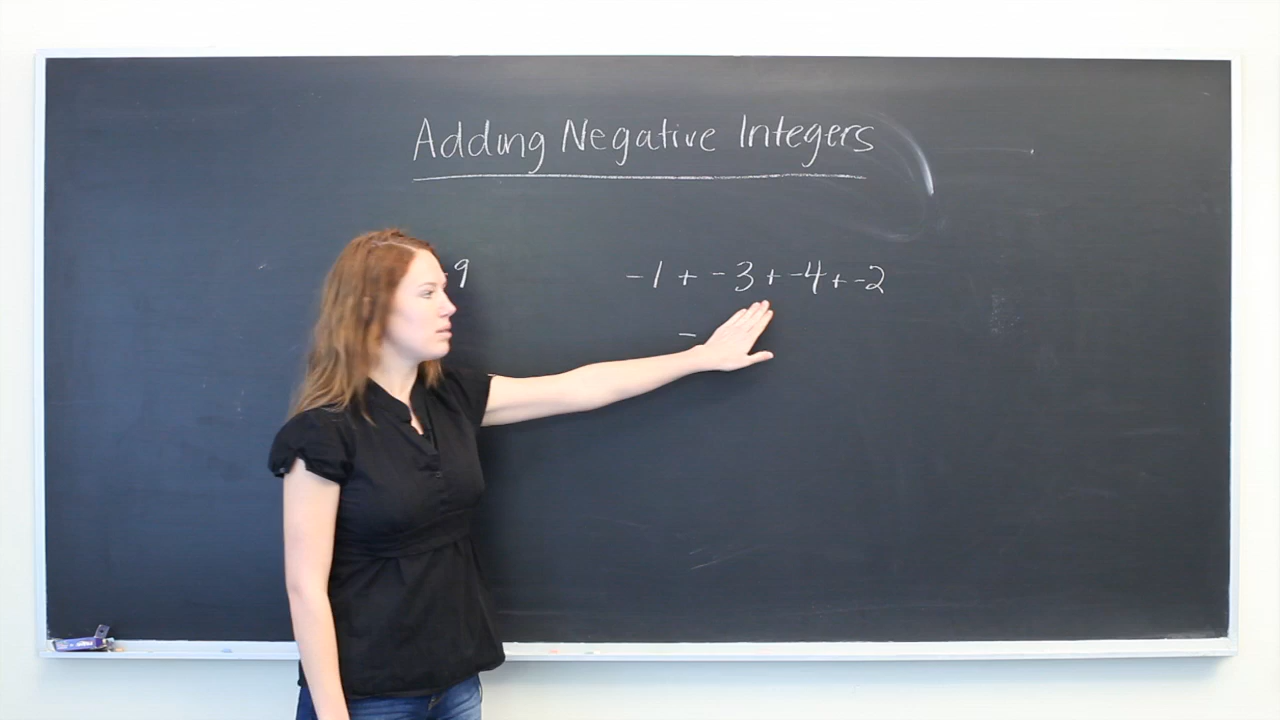 Adding Negative Integers
-9 -1 + -3 + -4 + -2
-